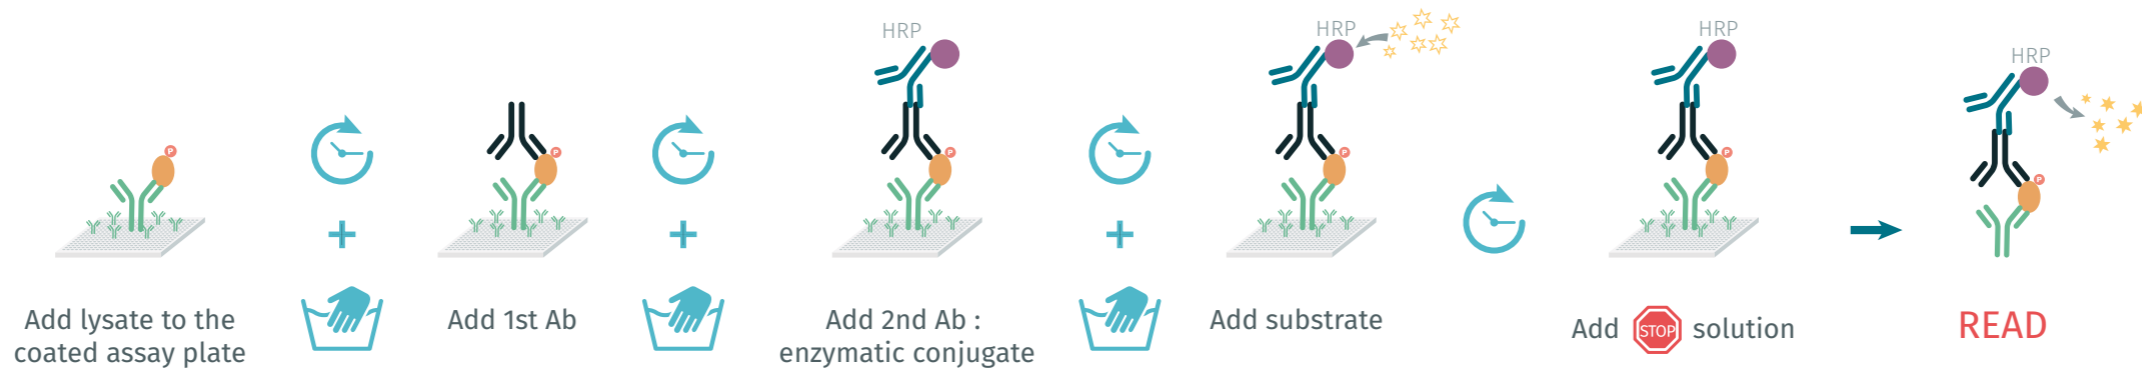 HRP
HRP
HRP
HRP
P
P
P
P
P
P
Add lysate to the
coated assay plate
Add 1st Ab
Add 2nd Ab :
enzymatic conjugate
Add substrate
Add STOP solution
READ